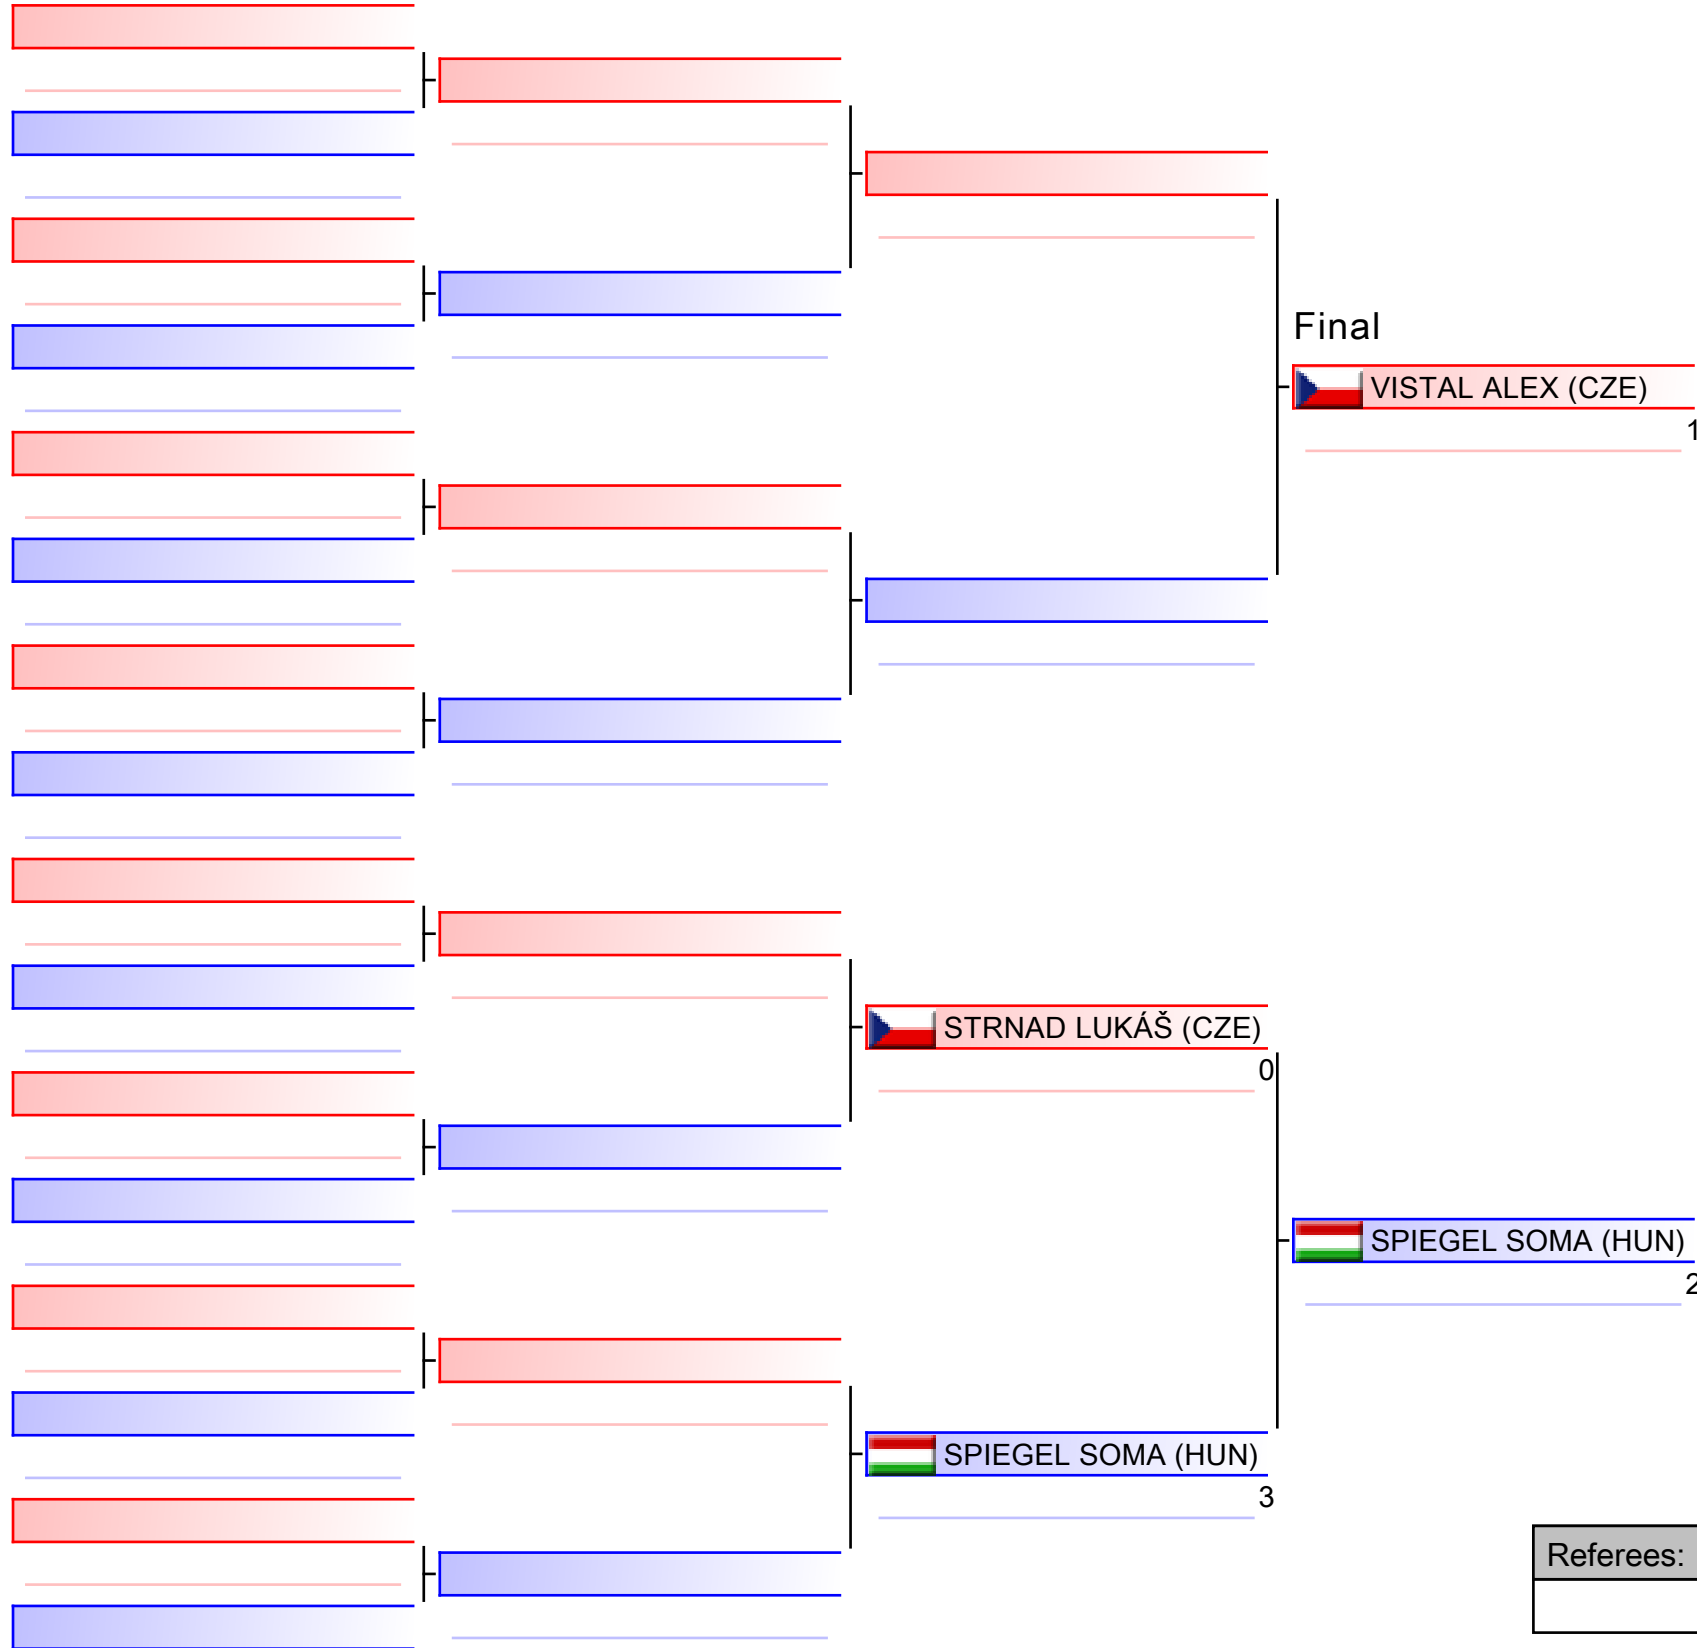 Final
VISTAL ALEX (CZE)
1
STRNAD LUKÁŠ (CZE)
0
SPIEGEL SOMA (HUN)
2
SPIEGEL SOMA (HUN)
3
Referees: